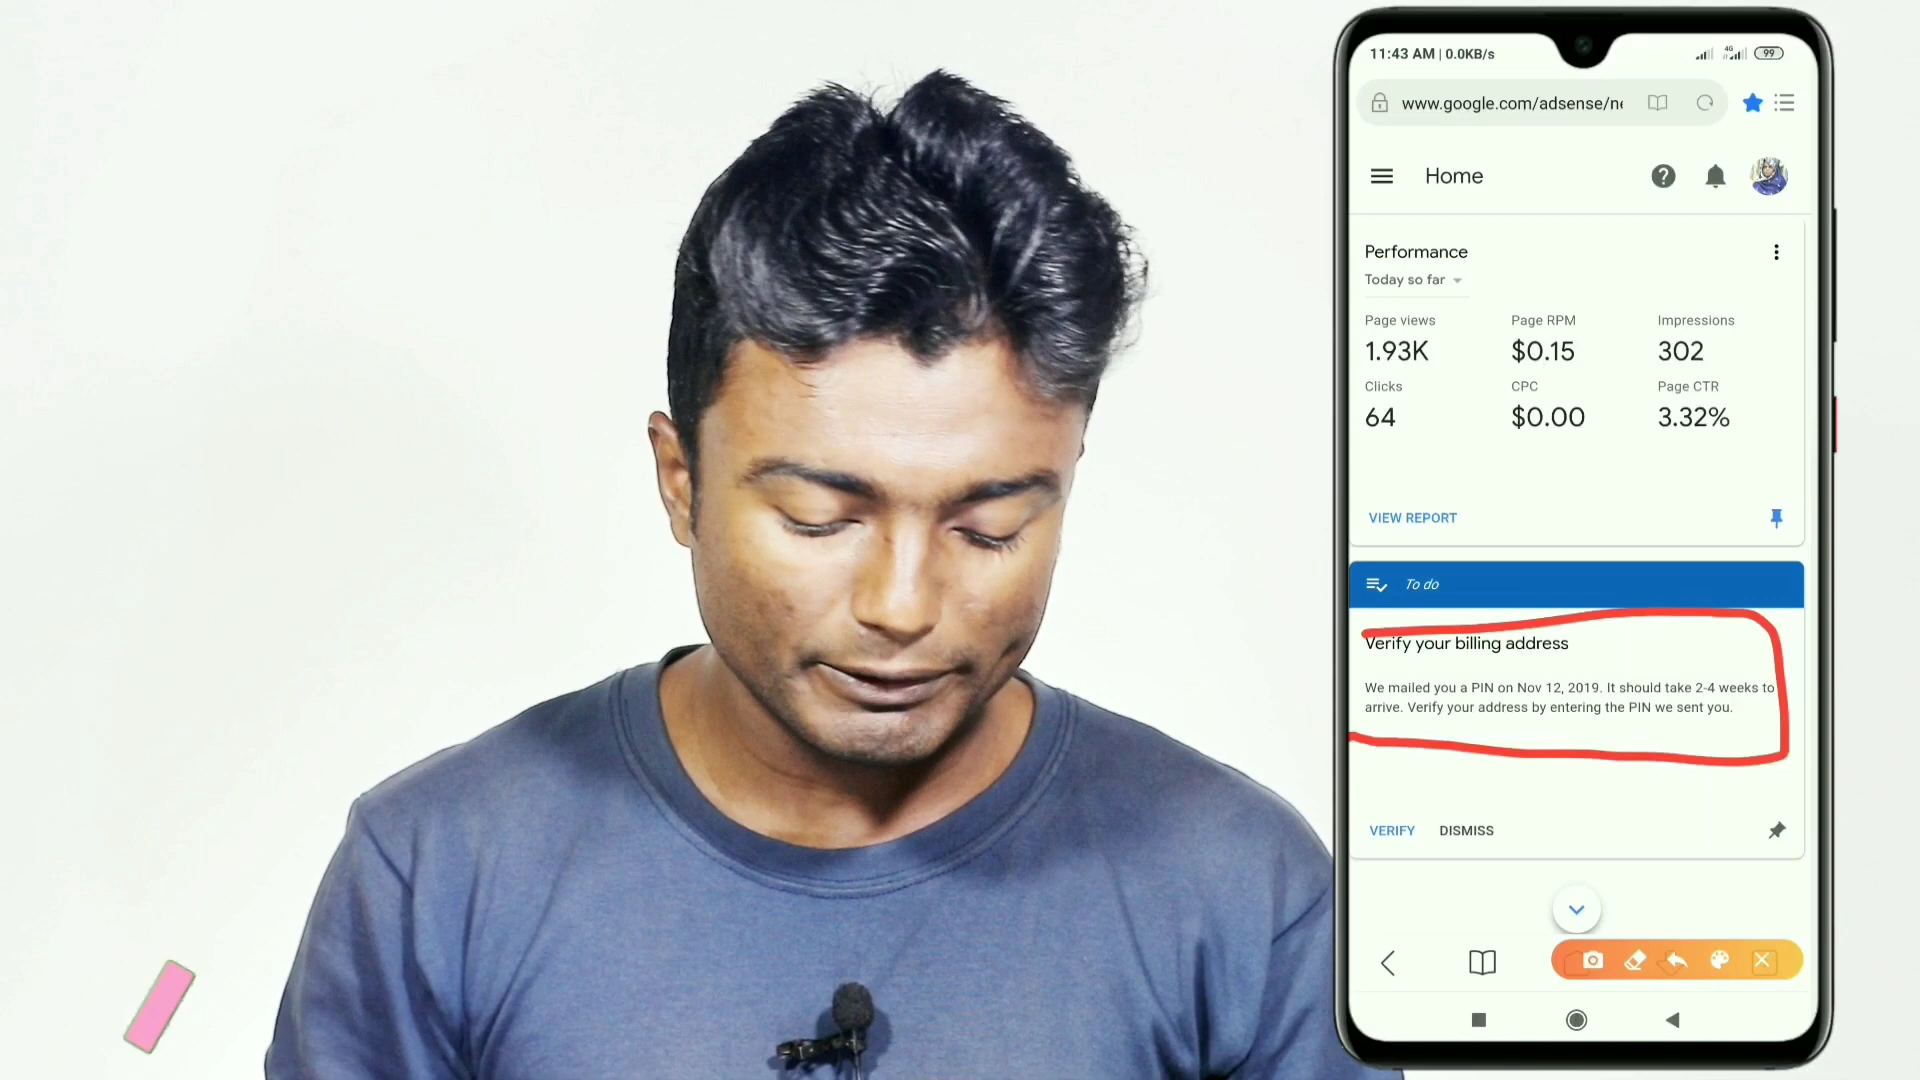 11:43 AM | 0.0KB/s
4G
99
www.google.com/adsense/ne
Home
Performance
Today so far
Page views Page RPM Impressions
1.93K $0.15 302
Clicks CPC Page CTR
64 $0.00 3.32%
VIEW REPORT
To do
Verify your billing address
We mailed you a PIN on Nov 12, 2019. It should take 2-4 weeks to
arrive. Verify your address by entering the PIN we sent you.
VERIFY DISMISS